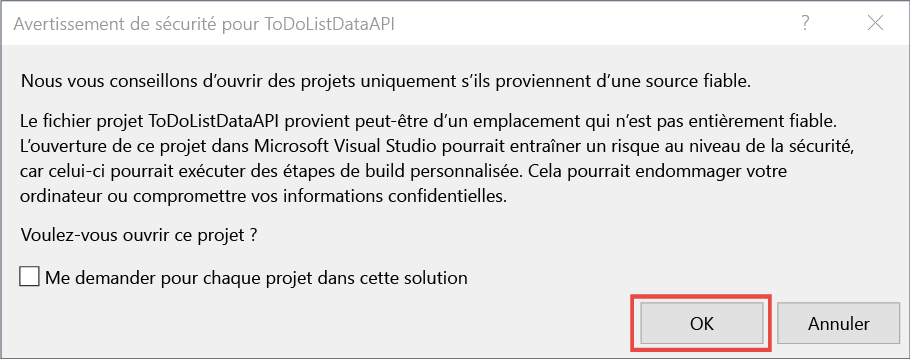 Avertissement de sécurité pour ToDoListDataAPI
Nous vous conseillons d'ouvrir des projets uniquement s'ils proviennent d'une source fiable.
Le fichier projet ToDoListDataAPI provient peut-être d'un emplacement qui n'est pas entièrement fiable.
L'ouverture de ce projet dans Microsoft Visual Studio pourrait entraîner un risque au niveau de la sécurité,
car celui-ci pourrait exécuter des étapes de build personnalisée. Cela pourrait endommager votre
ordinateur ou compromettre vos informations confidentielles.
Voulez-vous ouvrir ce projet ?
Me demander pour chaque projet dans cette solution
OK
Annuler